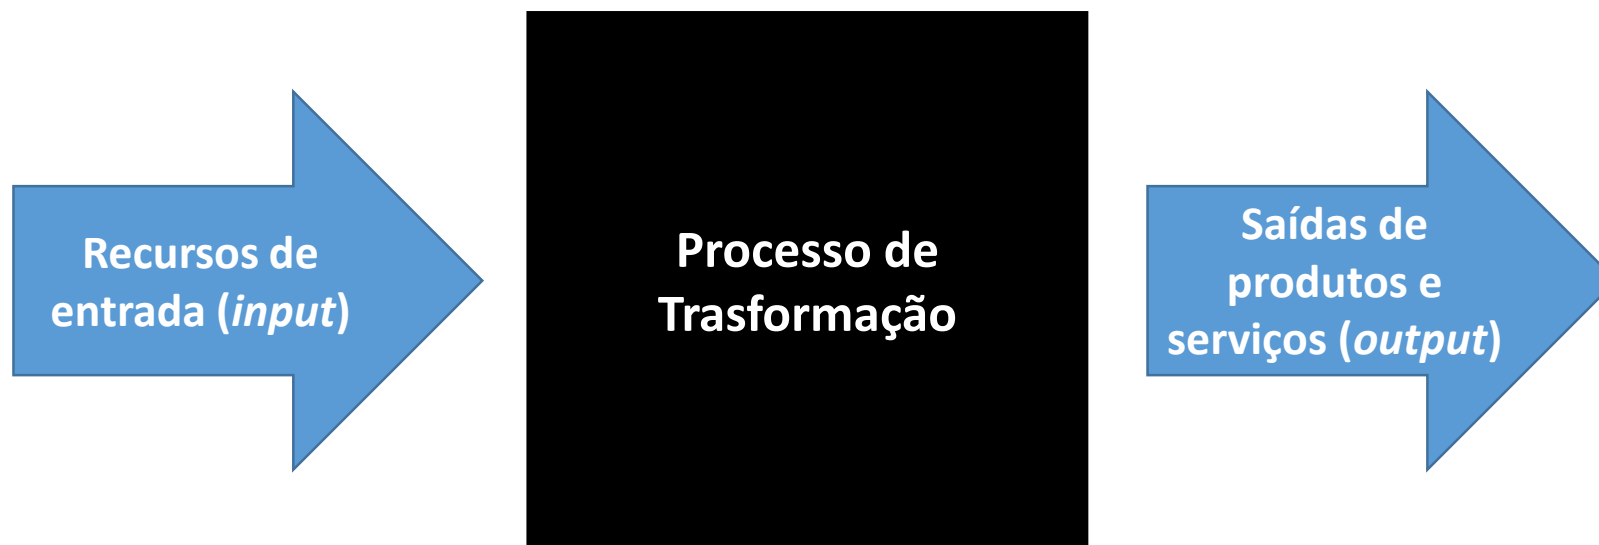 Recursos de
entrada (input)
Processo de
Trasformação
Saídas de
produtos e
serviços (output)